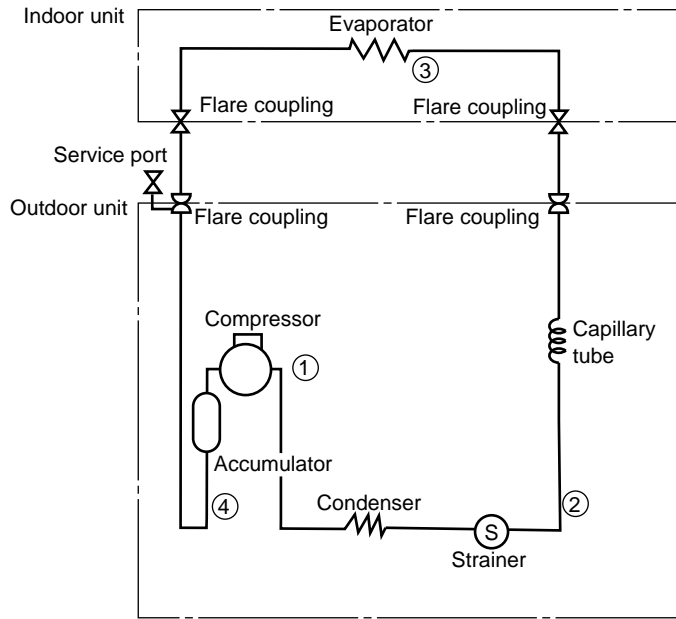 Indoor unit
Evaporator
③
Flare coupling
Flare coupling
Service port
Outdoor unit
Flare coupling
Flare coupling
Compressor
①
Capillary
tube
Accumulator
④
Condenser
②
S
Strainer